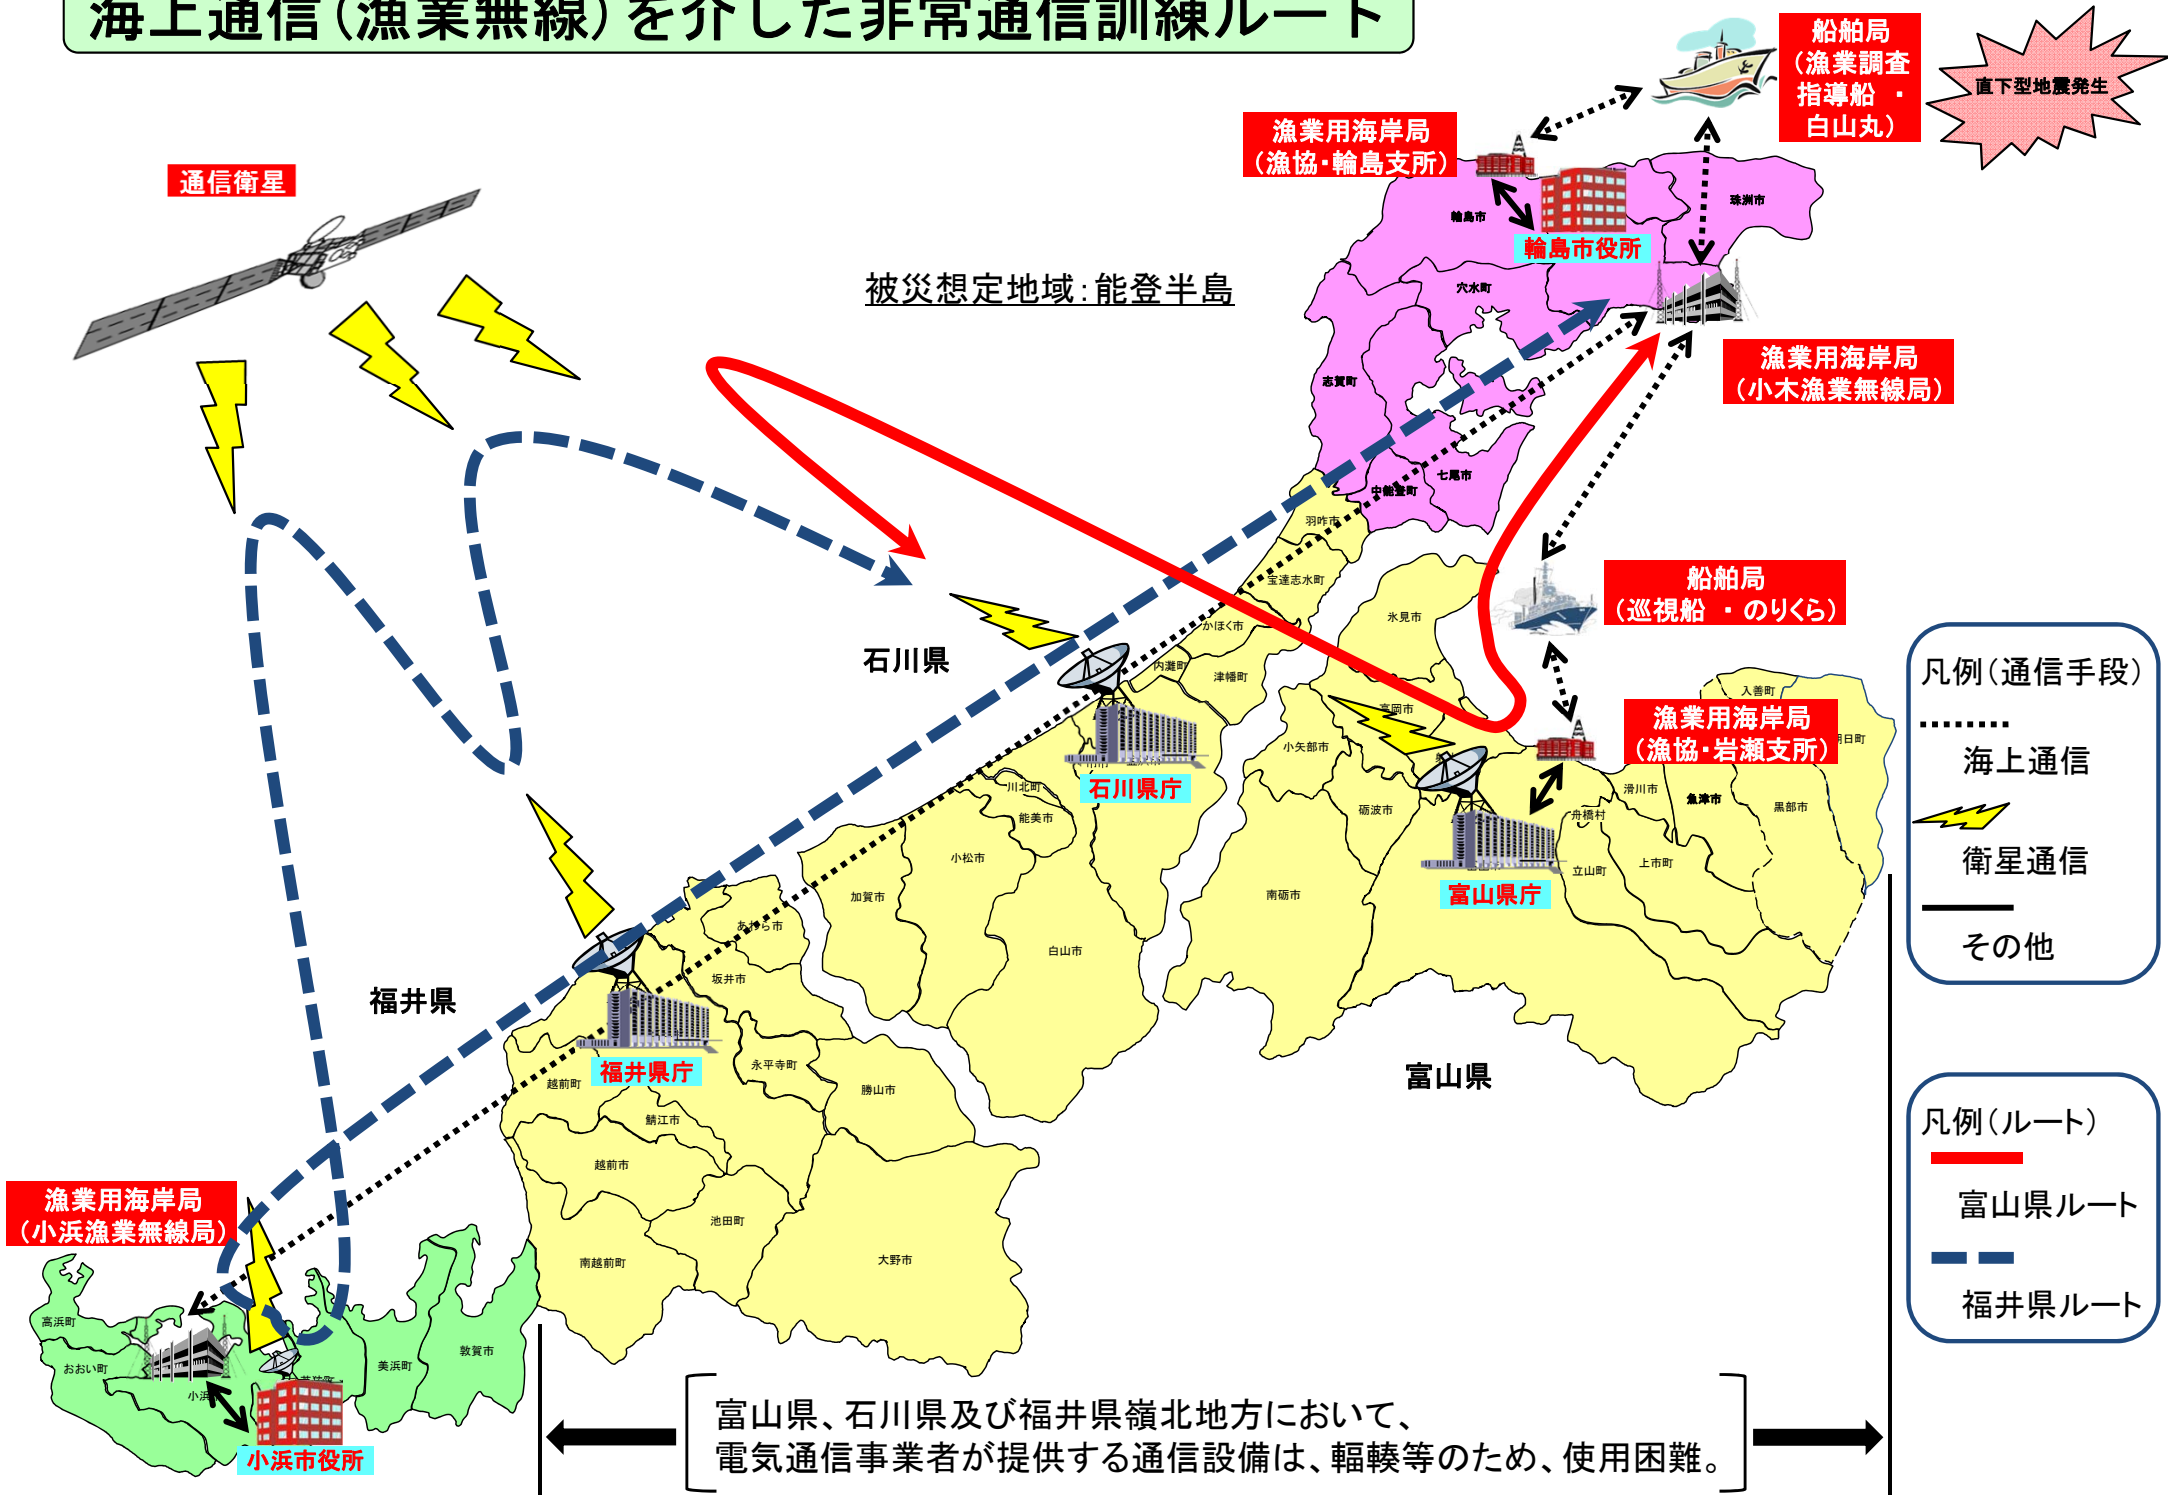 海上通信(漁業無線)を介した非常通信訓練ルート
船舶局
(漁業調査
指導船 ・
白山丸)
直下型地震発生
漁業用海岸局
(漁協・輪島支所)
通信衛星
珠洲市
輪島市
輪島市役所
被災想定地域:能登半島
穴水町
漁業用海岸局
(小木漁業無線局)
志賀町
七尾市
中能登町
羽咋市
宝達志水町
船舶局
(巡視船 ・ のりくら)
かほく市
氷見市
石川県
内灘町
津幡町
凡例(通信手段)
海上通信
衛星通信
その他
入善町
高岡市
漁業用海岸局
(漁協・岩瀬支所)
朝日町
小矢部市
石川県庁
川北町
能美市
砺波市
滑川市
魚津市
黒部市
舟橋村
小松市
加賀市
南砺市
富山県庁
立山町
上市町
あわら市
白山市
坂井市
福井県
福井県庁
永平寺町
越前町
勝山市
富山県
鯖江市
凡例(ルート)
富山県ルート
福井県ルート
越前市
池田町
漁業用海岸局
(小浜漁業無線局)
南越前町
大野市
高浜町
おおい町
美浜町
敦賀市
小浜
小浜市役所
富山県、石川県及び福井県嶺北地方において、
電気通信事業者が提供する通信設備は、輻輳等のため、使用困難。